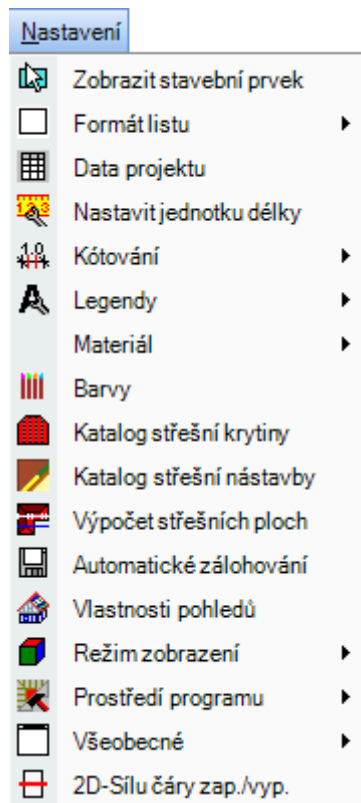 Nastavení
Zobrazit stavební prvek
Formát listu
Data projektu
Nastavit jednotku délky
Kótování
Legendy
Materiál
Barvy
Katalog střešní krytiny
Katalog střešní nástavby
Výpočet střešních ploch
Automatické zálohování
Vlastnosti pohledů
Režim zobrazení
Prostředí programu
Všeobecné
2D-Sílu čáry zap./vyp.